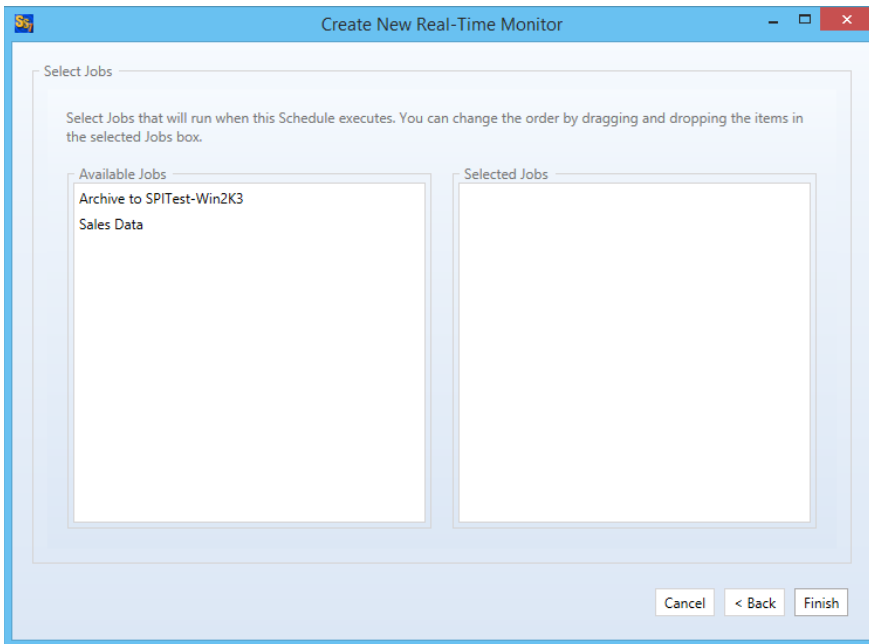 Create New Real-Time Monitor
Select Jobs
Select Jobs that will run when this Schedule executes. You can change the order by dragging and dropping the items in
the selected Jobs box.
Available Jobs
Selected Jobs
Archive to SPITest-Win2K3
Sales Data
Cancel
< Back
Finish